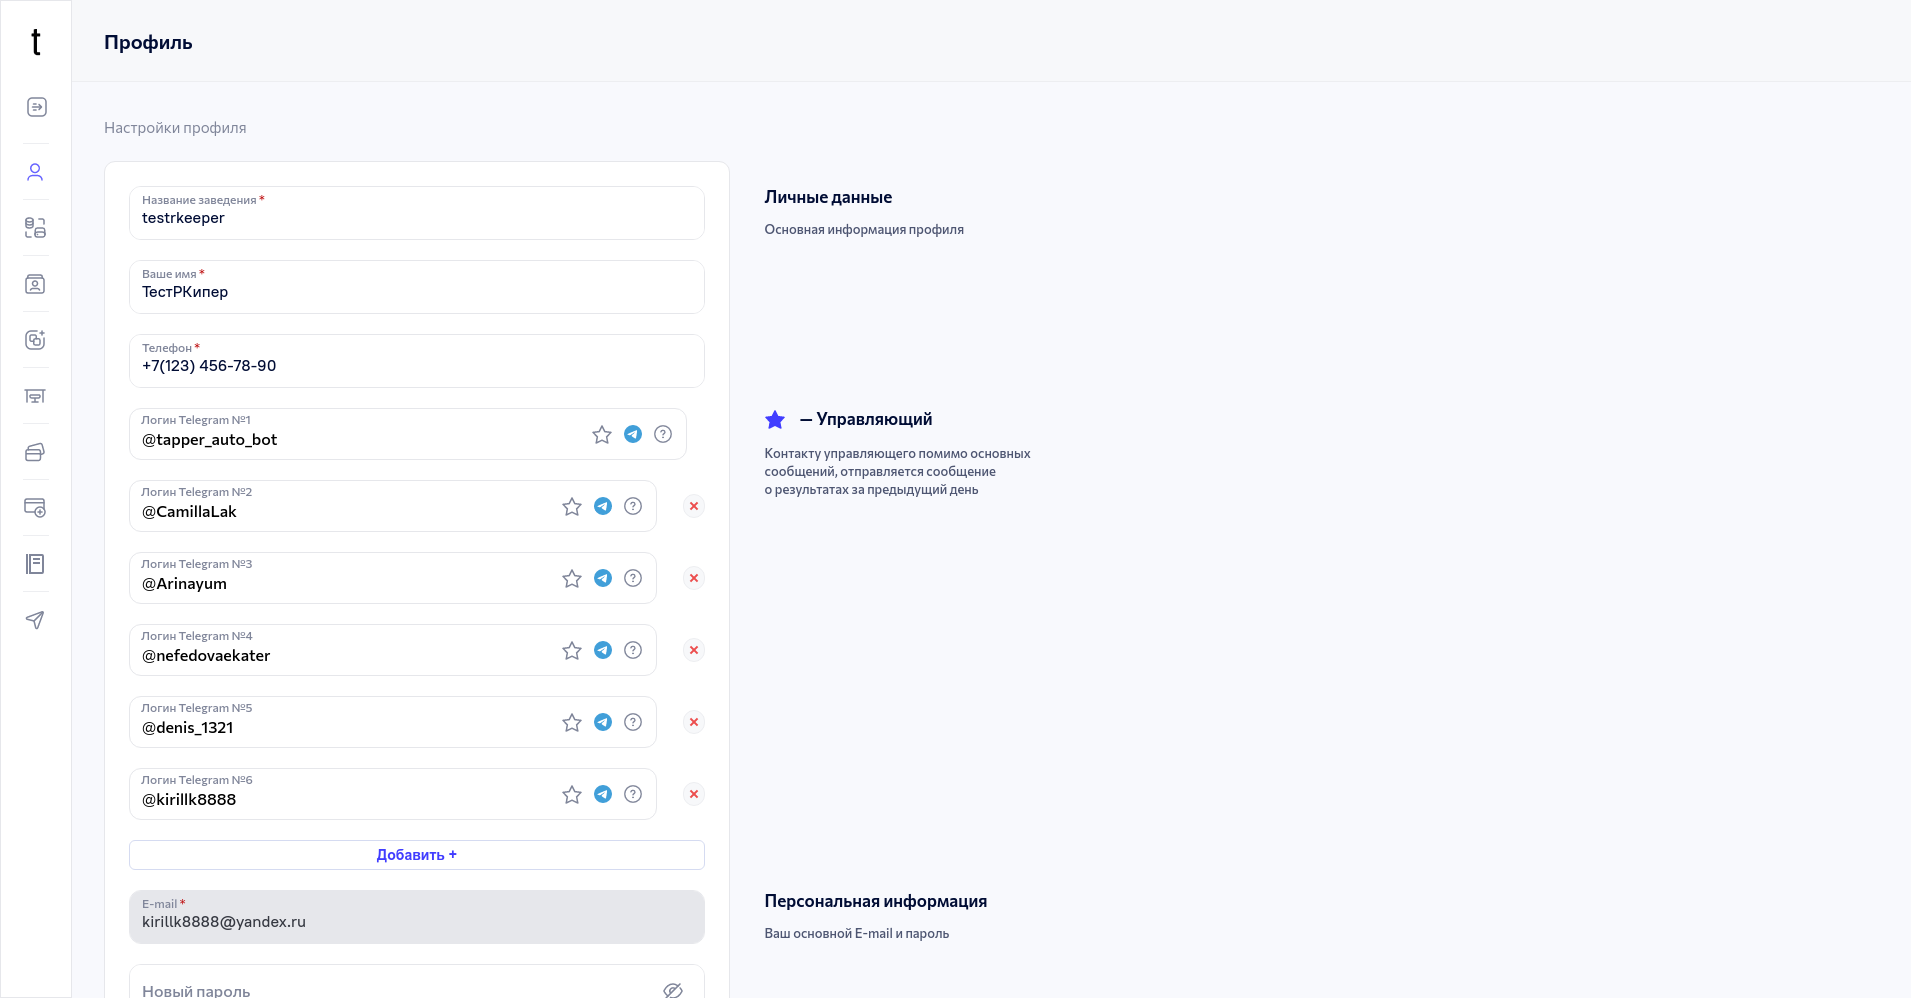 t
Профиль
Настройки профиля
Название заведения *
testrkeeper
Ваше имя *
ТестРКипер
Телефон *
+7(123) 456-78-90
Логин Telegram №1
@tapper_auto_bot
Логин Telegram №2
@CamillaLak
Логин Telegram №3
@Arinayum
Логин Telegram №4
@nefedovaekater
Логин Telegram №5
@denis_1321
Логин Telegram №6
@kirillk8888
Добавить +
E-mail *
kirillk8888@yandex.ru
Новый пароль
Личные данные
Основная информация профиля
— Управляющий
Контакту управляющего помимо основных
сообщений, отправляется сообщение
о результатах за предыдущий день
Персональная информация
Ваш основной E-mail и пароль